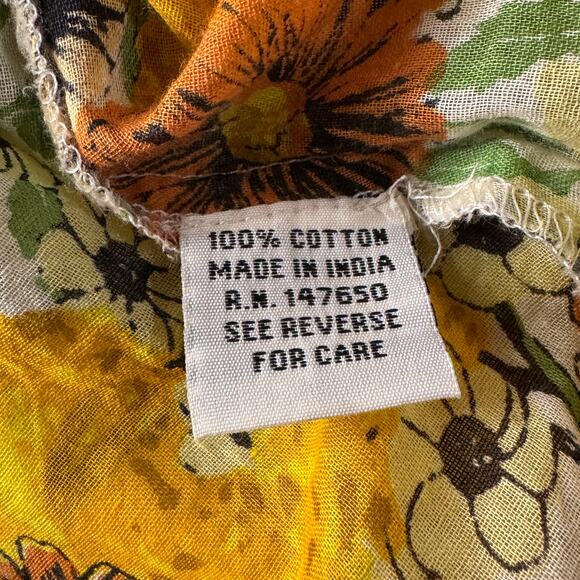 100% COTTON
MADE IN INDIA
R.N. 147650
SEE REVERSE
FOR CARE